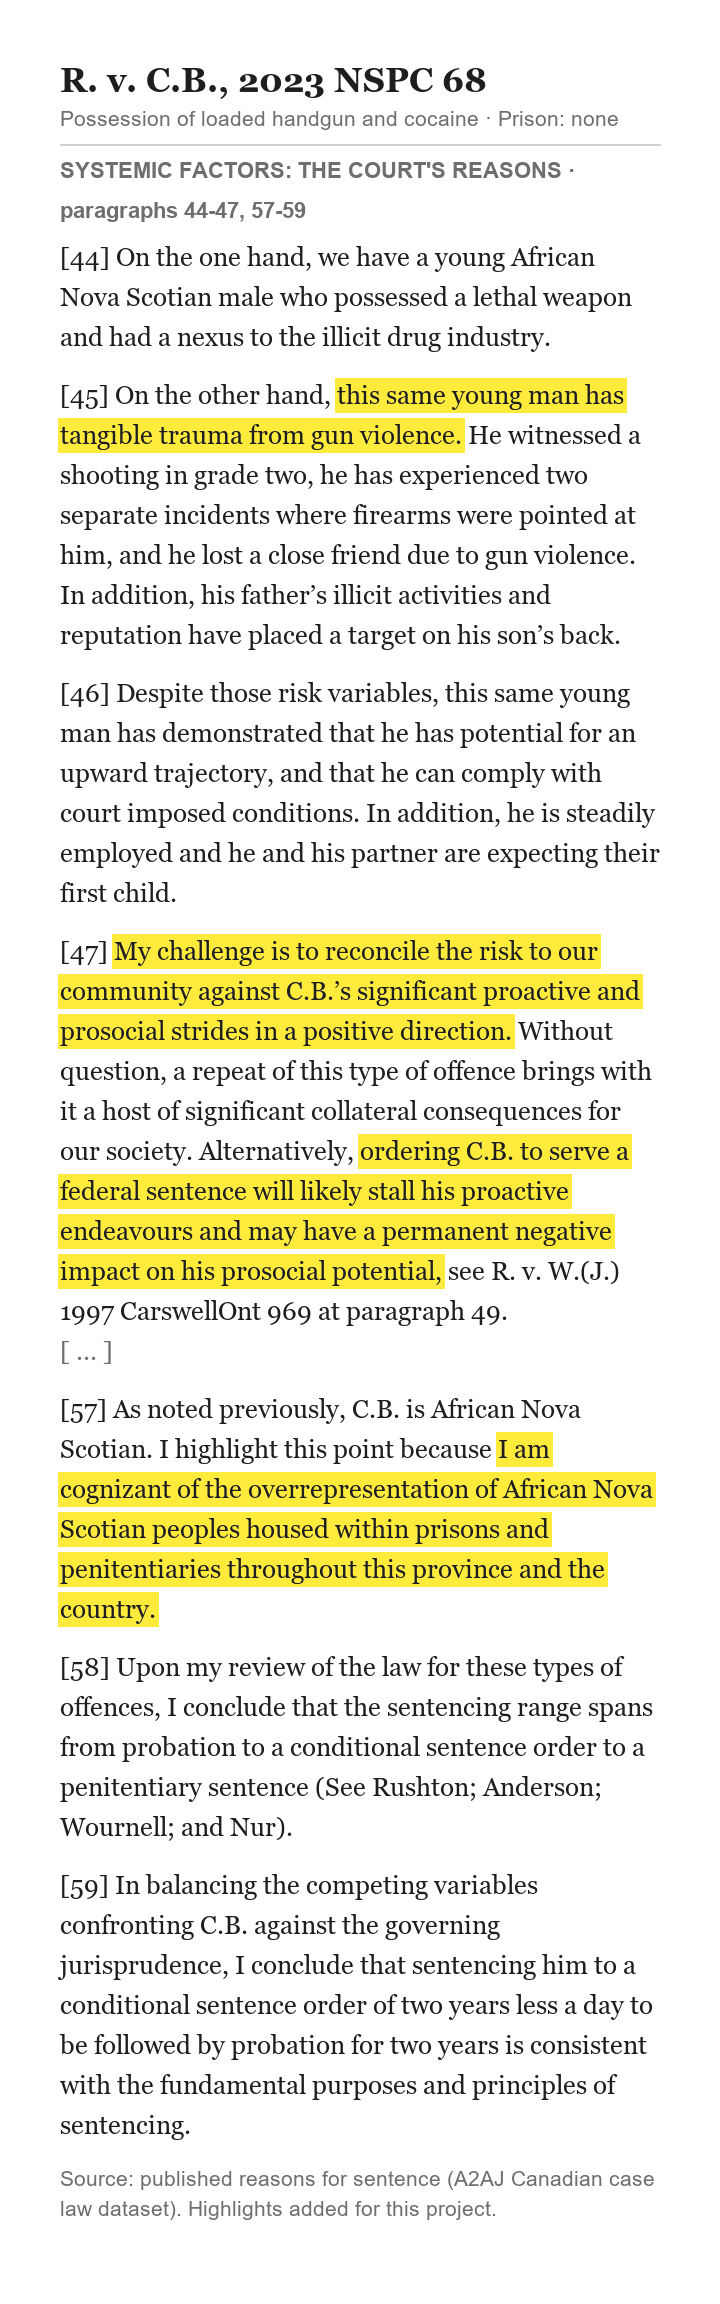 R. v. C.B., 2023 NSPC 68
Possession of loaded handgun and cocaine · Prison: none
SYSTEMIC FACTORS: THE COURT'S REASONS ·
paragraphs 44-47, 57-59
[44] On the one hand, we have a young African
Nova Scotian male who possessed a lethal weapon
and had a nexus to the illicit drug industry.
[45] On the other hand, this same young man has
tangible trauma from gun violence. He witnessed a
shooting in grade two, he has experienced two
separate incidents where firearms were pointed at
him, and he lost a close friend due to gun violence.
In addition, his father’s illicit activities and
reputation have placed a target on his son’s back.
[46] Despite those risk variables, this same young
man has demonstrated that he has potential for an
upward trajectory, and that he can comply with
court imposed conditions. In addition, he is steadily
employed and he and his partner are expecting their
first child.
[47] My challenge is to reconcile the risk to our
community against C.B.’s significant proactive and
prosocial strides in a positive direction. Without
question, a repeat of this type of offence brings with
it a host of significant collateral consequences for
our society. Alternatively, ordering C.B. to serve a
federal sentence will likely stall his proactive
endeavours and may have a permanent negative
impact on his prosocial potential, see R. v. W.(J.)
1997 CarswellOnt 969 at paragraph 49.
[ ... ]
[57] As noted previously, C.B. is African Nova
Scotian. I highlight this point because I am
cognizant of the overrepresentation of African Nova
Scotian peoples housed within prisons and
penitentiaries throughout this province and the
country.
[58] Upon my review of the law for these types of
offences, I conclude that the sentencing range spans
from probation to a conditional sentence order to a
penitentiary sentence (See Rushton; Anderson;
Wournell; and Nur).
[59] In balancing the competing variables
confronting C.B. against the governing
jurisprudence, I conclude that sentencing him to a
conditional sentence order of two years less a day to
be followed by probation for two years is consistent
with the fundamental purposes and principles of
sentencing.
Source: published reasons for sentence (A2AJ Canadian case
law dataset). Highlights added for this project.